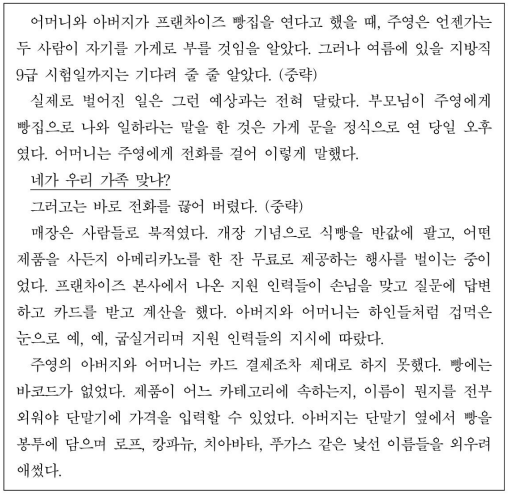 어머니와 아버지가 프랜차이즈 빵집을 연다고 했을 때, 주영은 언젠가는
두 사람이 자기를 가게로 부를 것임을 알았다. 그러나 여름에 있을 지방직
9급 시험일까지는 기다려 줄 줄 알았다. (중략)
실제로 벌어진 일은 그런 예상과는 전혀 달랐다. 부모님이 주영에게
빵집으로 나와 일하라는 말을 한 것은 가게 문을 정식으로 연 당일 오후
였다. 어머니는 주영에게 전화를 걸어 이렇게 말했다.
네가 우리 가족 맞냐?
그러고는 바로 전화를 끊어 버렸다. (중략)
매장은 사람들로 북적였다. 개장 기념으로 식빵을 반값에 팔고, 어떤
제품을 사든지 아메리카노를 한 잔 무료로 제공하는 행사를 벌이는 중이
었다. 프랜차이즈 본사에서 나온 지원 인력들이 손님을 맞고 질문에 답변
하고 카드를 받고 계산을 했다. 아버지와 어머니는 하인들처럼 겁먹은
눈으로 예, 예, 굽실거리며 지원 인력들의 지시에 따랐다.
주영의 아버지와 어머니는 카드 결제조차 제대로 하지 못했다. 빵에는
바코드가 없었다. 제품이 어느 카테고리에 속하는지, 이름이 뭔지를 전부
외워야 단말기에 가격을 입력할 수 있었다. 아버지는 단말기 옆에서 빵을
봉투에 담으며 로프, 캉파뉴, 치아바타, 푸가스 같은 낯선 이름들을 외우려
애썼다.